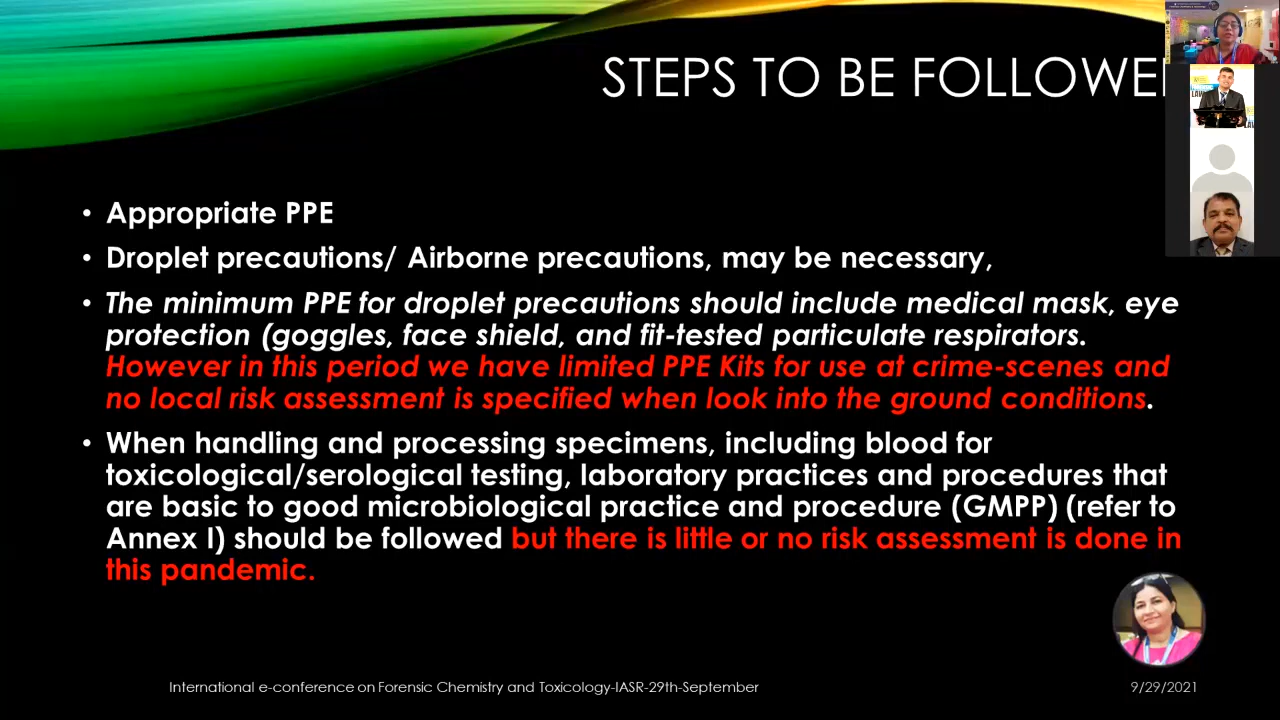 STEPS TO BE FOLLOWE
• Appropriate PPE
• Droplet precautions/ Airborne precautions, may be necessary,
• The minimum PPE for droplet precautions should include medical mask, eye
protection (goggles, face shield, and fit-tested particulate respirators.
However in this period we have limited PPE Kits for use at crime-scenes and
no local risk assessment is specified when look into the ground conditions.
• When handling and processing specimens, including blood for
toxicological/serological testing, laboratory practices and procedures that
are basic to good microbiological practice and procedure (GMPP) (refer to
Annex I) should be followed but there is little or no risk assessment is done in
this pandemic.
International e-conference on Forensic Chemistry and Toxicology-IASR-29th-September
9/29/2021